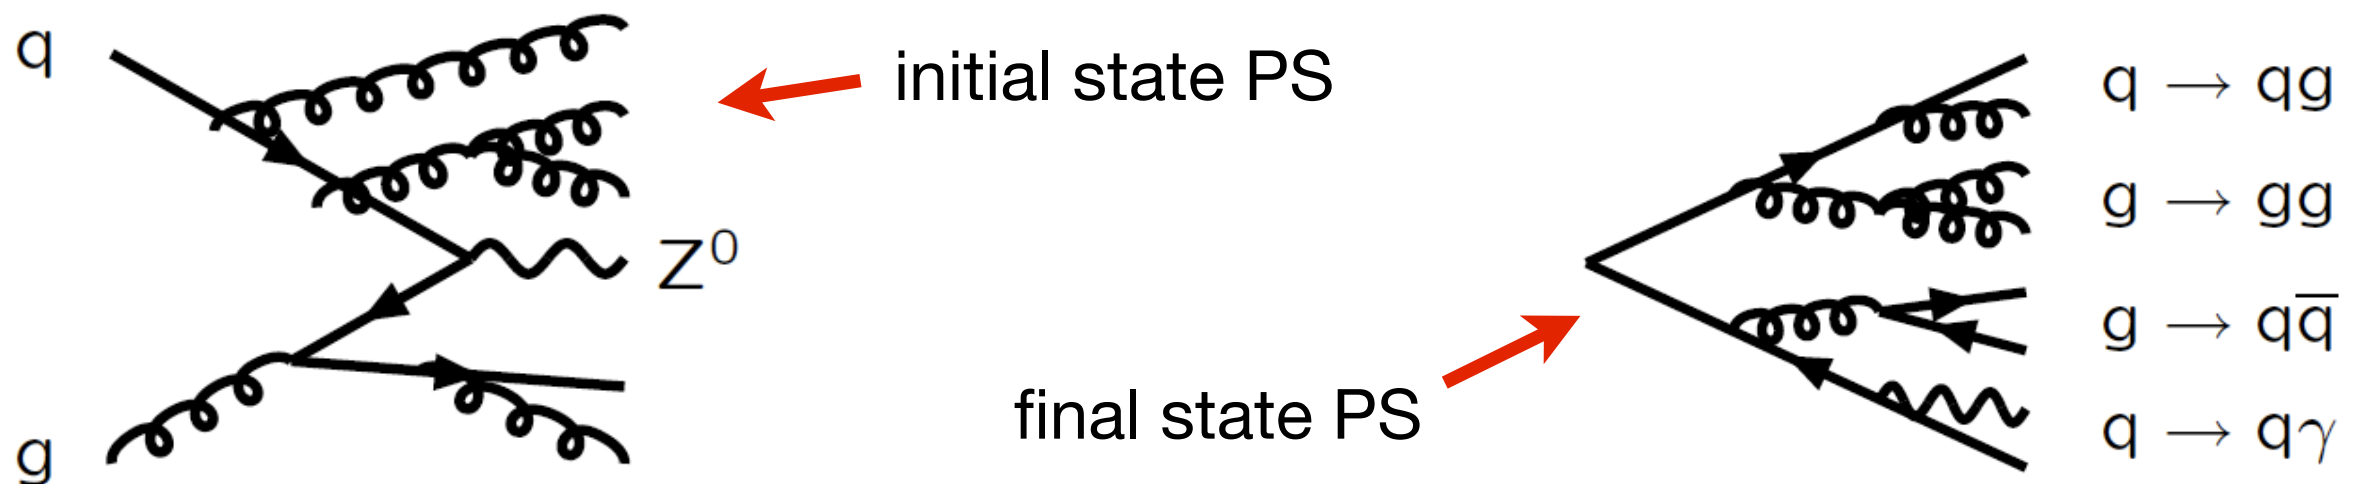 q
initial state PS
Z⁰
g
final state PS
q → qg
g → gg
g → qq̅
q → qγ